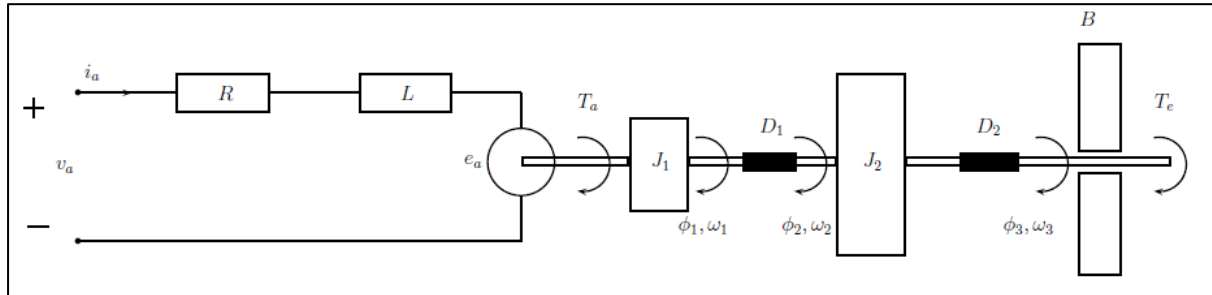 B
i_a
+
R
L
T_a
D_1
D_2
T_e
v_a
e_a
J_1
J_2
−
ϕ_1, ω_1
ϕ_2, ω_2
ϕ_3, ω_3